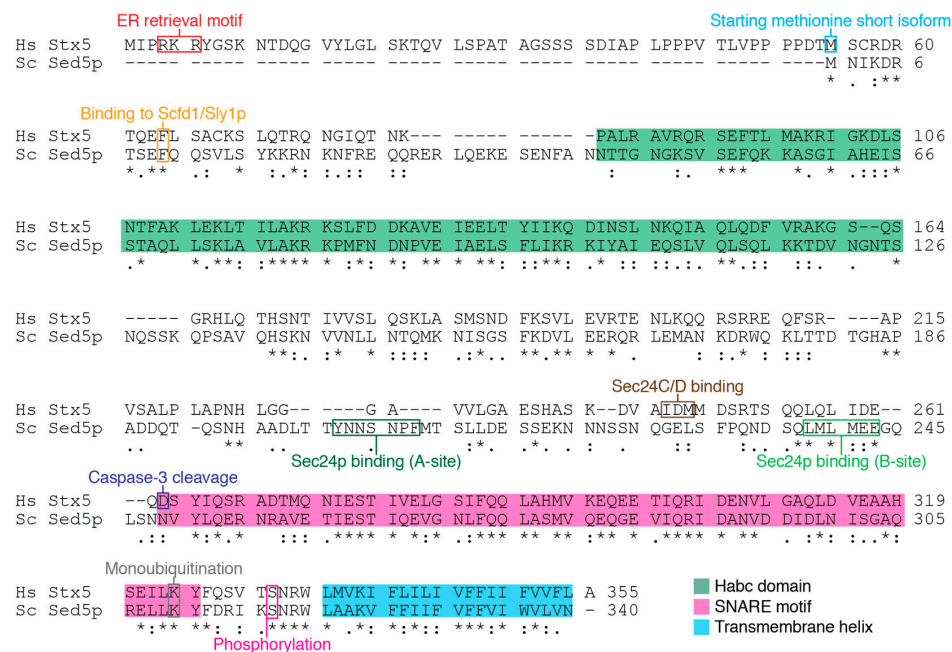 ER retrieval motif
Starting methionine short isoform
Hs Stx5 MIPRK RYGSK NTDQG VYLGL SKTQV LSPAT AGSSS SDIAP LPPPV TLVPP PPDTM SCRDR 60
Sc Sed5p ----- ----- ----- ----- ----- ----- ----- ----- ----- ----- ----M NIKDR 6
* .:**
Binding to Scfd1/Sly1p
Hs Stx5 TQEFL SACKS LQTRQ NGIQT NK--- ----- ----- -PALR AVRQR SEFTL MAKRI GKDLS 106
Sc Sed5p TSEFQ QSVLS YKKRN KNFRE QQRER LQEKE SENFA NNTTG NGKSV SEFQK KASGI AHEIS 66
*.** .: *. :. :: :: : :. *** *. * .::*
Hs Stx5 NTFAK LEKLT ILAKR KSLFD DKAVE IEELT YIIKQ DINSL NKQIA QLQDF VRAKG S--QS 164
Sc Sed5p STAQL LSKLA VLAKR KPMFN DNPVE IAELS FLIKR KIYAI EQSLV QLSQL KKTDV NGNTS 126
Hs Stx5 ----- GRHLQ THSNT IVVSL QSKLA SMSND FKSVL EVRTE NLKQQ RSRRE QFSR- ---AP 215
Sc Sed5p NQSSK QPSAV QHSKN VVNLL NTQMK NISGS FKDVL EERQR LEMAN KDRWQ KLTTD TGHAP 186
Sec24C/D binding
Hs Stx5 VSALP LAPNH LGG-- ----G A---- VVLGA ESHAS K-DVA IDMMD SRTSQ QLQLI DE--- 261
Sc Sed5p ADDQT -QSNH AADLT TYNNS NPFMT SLLDE SSEKN NNSSN QGELS FPQND SQLML MEEGQ 245
Sec24p binding (A-site)
Sec24p binding (B-site)
Caspase-3 cleavage
Hs Stx5 --QDS YIQSR ADTMQ NIEST IVELG SIFQQ LAHMV KEQEE TIQRI DENVL GAQLD VEAAH 319
Sc Sed5p LSNNV YLQER NRAVE TIEST IQEVG NLFQQ LASMV QEQGE VIQRI DANVD DIDLN ISGAQ 305
Monoubiquitination
Hs Stx5 SEILK YFQSV TSNRW LMVKI FLILI VFFII FVVFL A 355
Sc Sed5p RELLK YFDRI KSNRW LAAKV FFIIF VFFVI WVLVN - 340
Phosphorylation
Habc domain
SNARE motif
Transmembrane helix